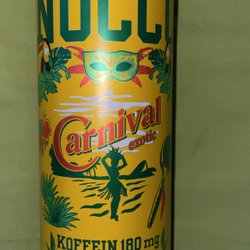 NOCCO
Carnival
exotic
KOFFEIN 180 mg